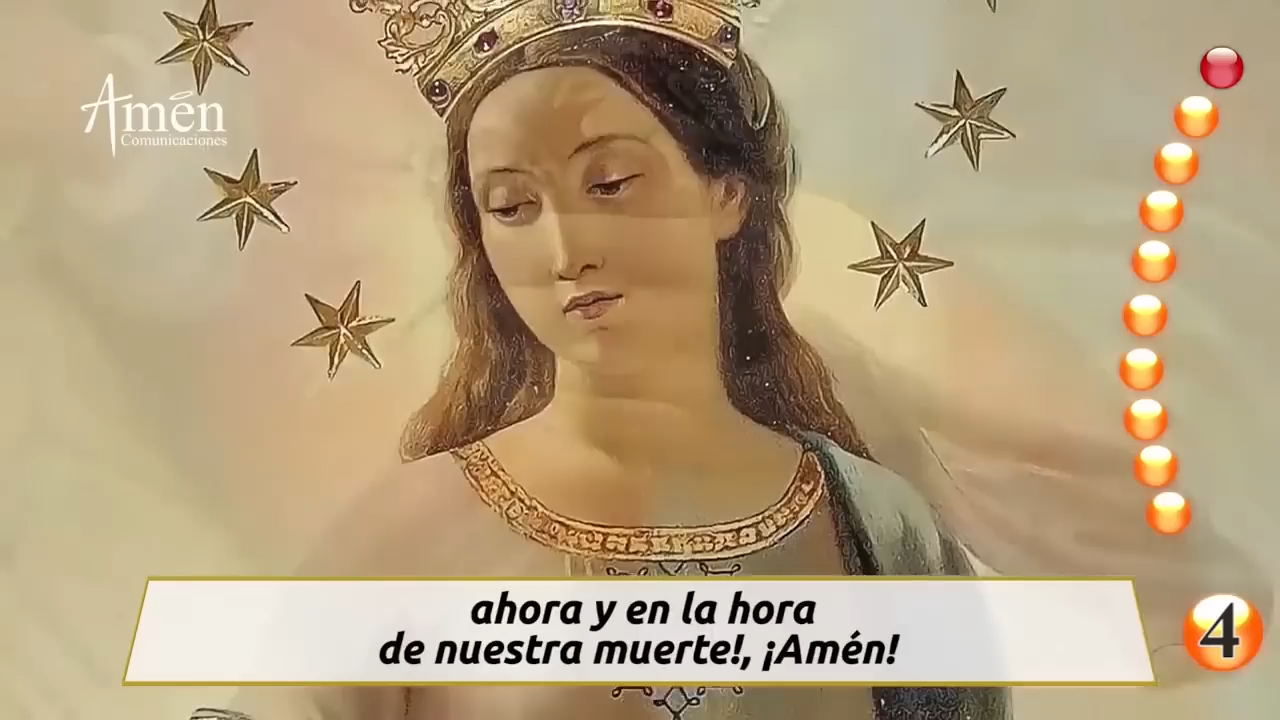 Amén
Comunicaciones
ahora y en la hora
de nuestra muerte!, ¡Amén!
4